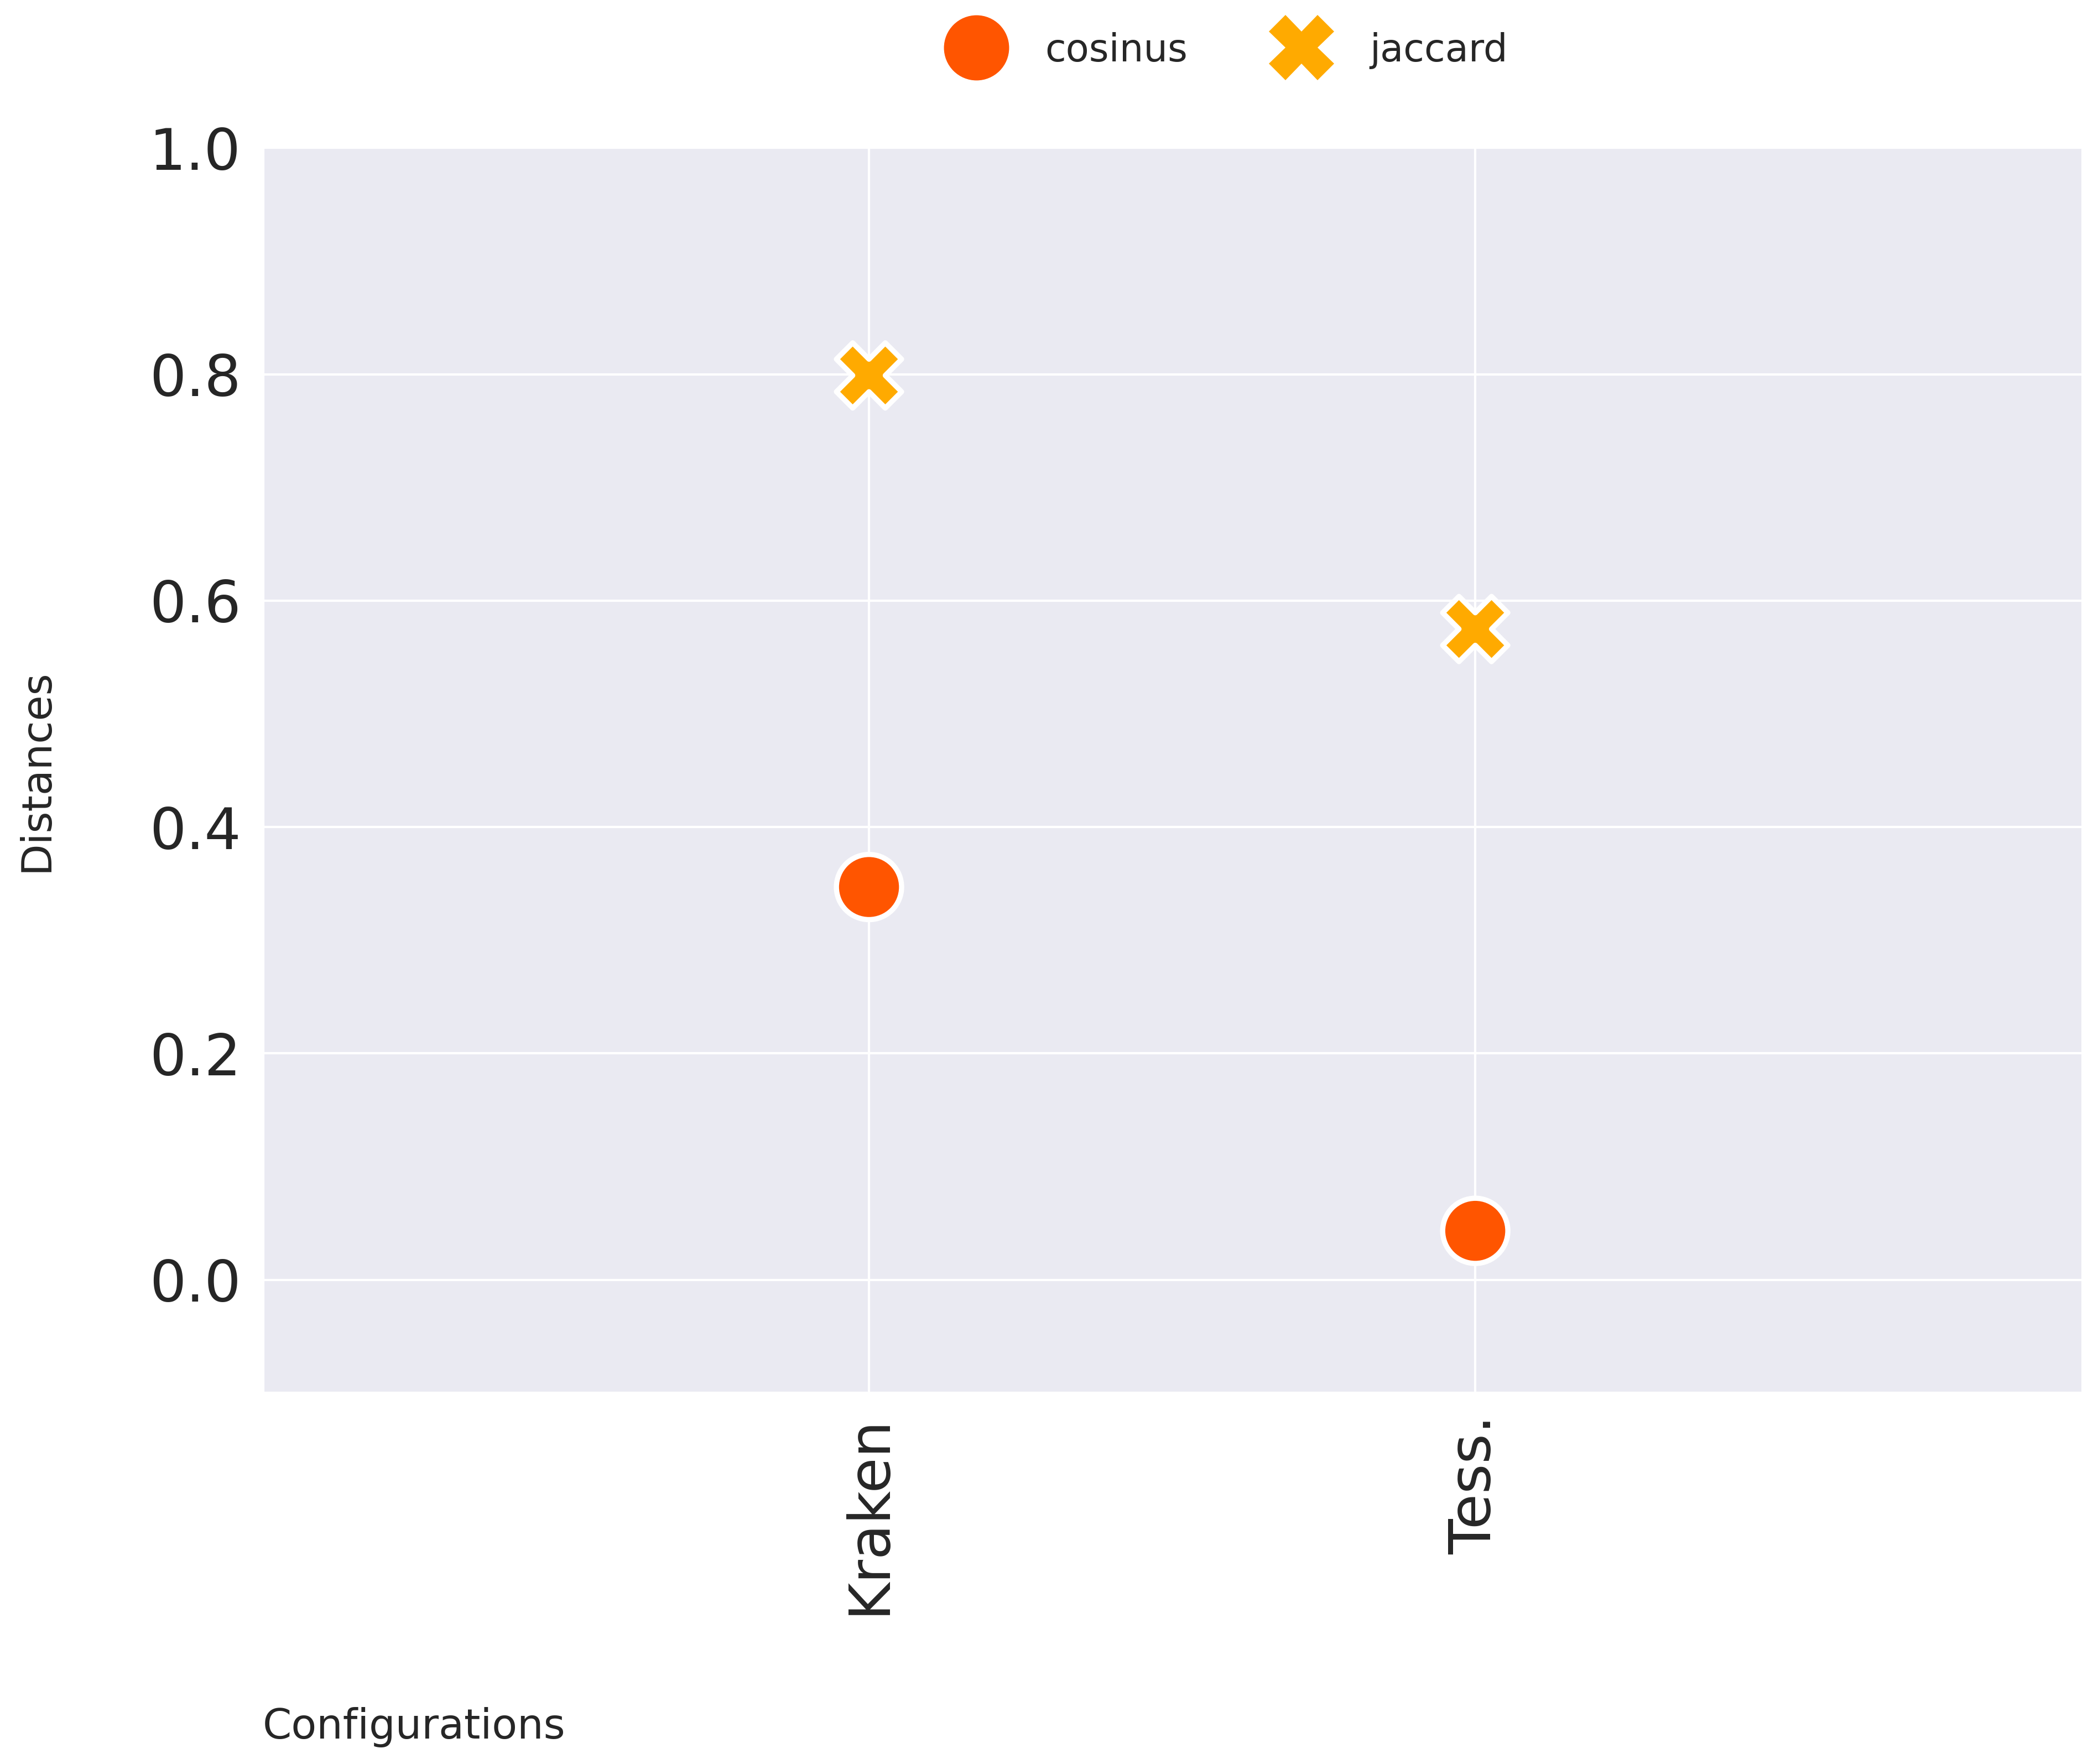 cosinus jaccard
1.0
0.8
0.6
0.4
0.2
0.0
Distances
Kraken
Tess.
Configurations